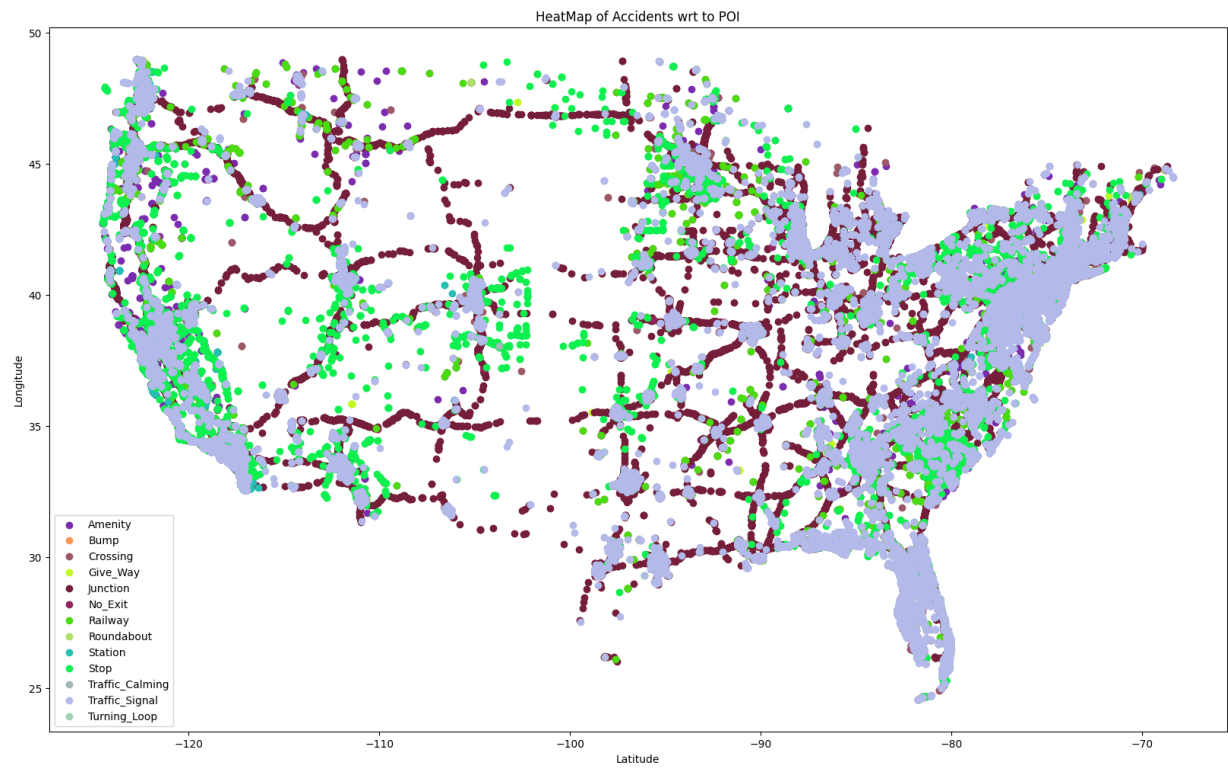 HeatMap of Accidents wrt to POI
50
45
40
35
30
25
Longitude
Amenity
Bump
Crossing
Give_Way
Junction
No_Exit
Railway
Roundabout
Station
Stop
Traffic_Calming
Traffic_Signal
Turning_Loop
−120
−110
−100
−90
−80
−70
Latitude